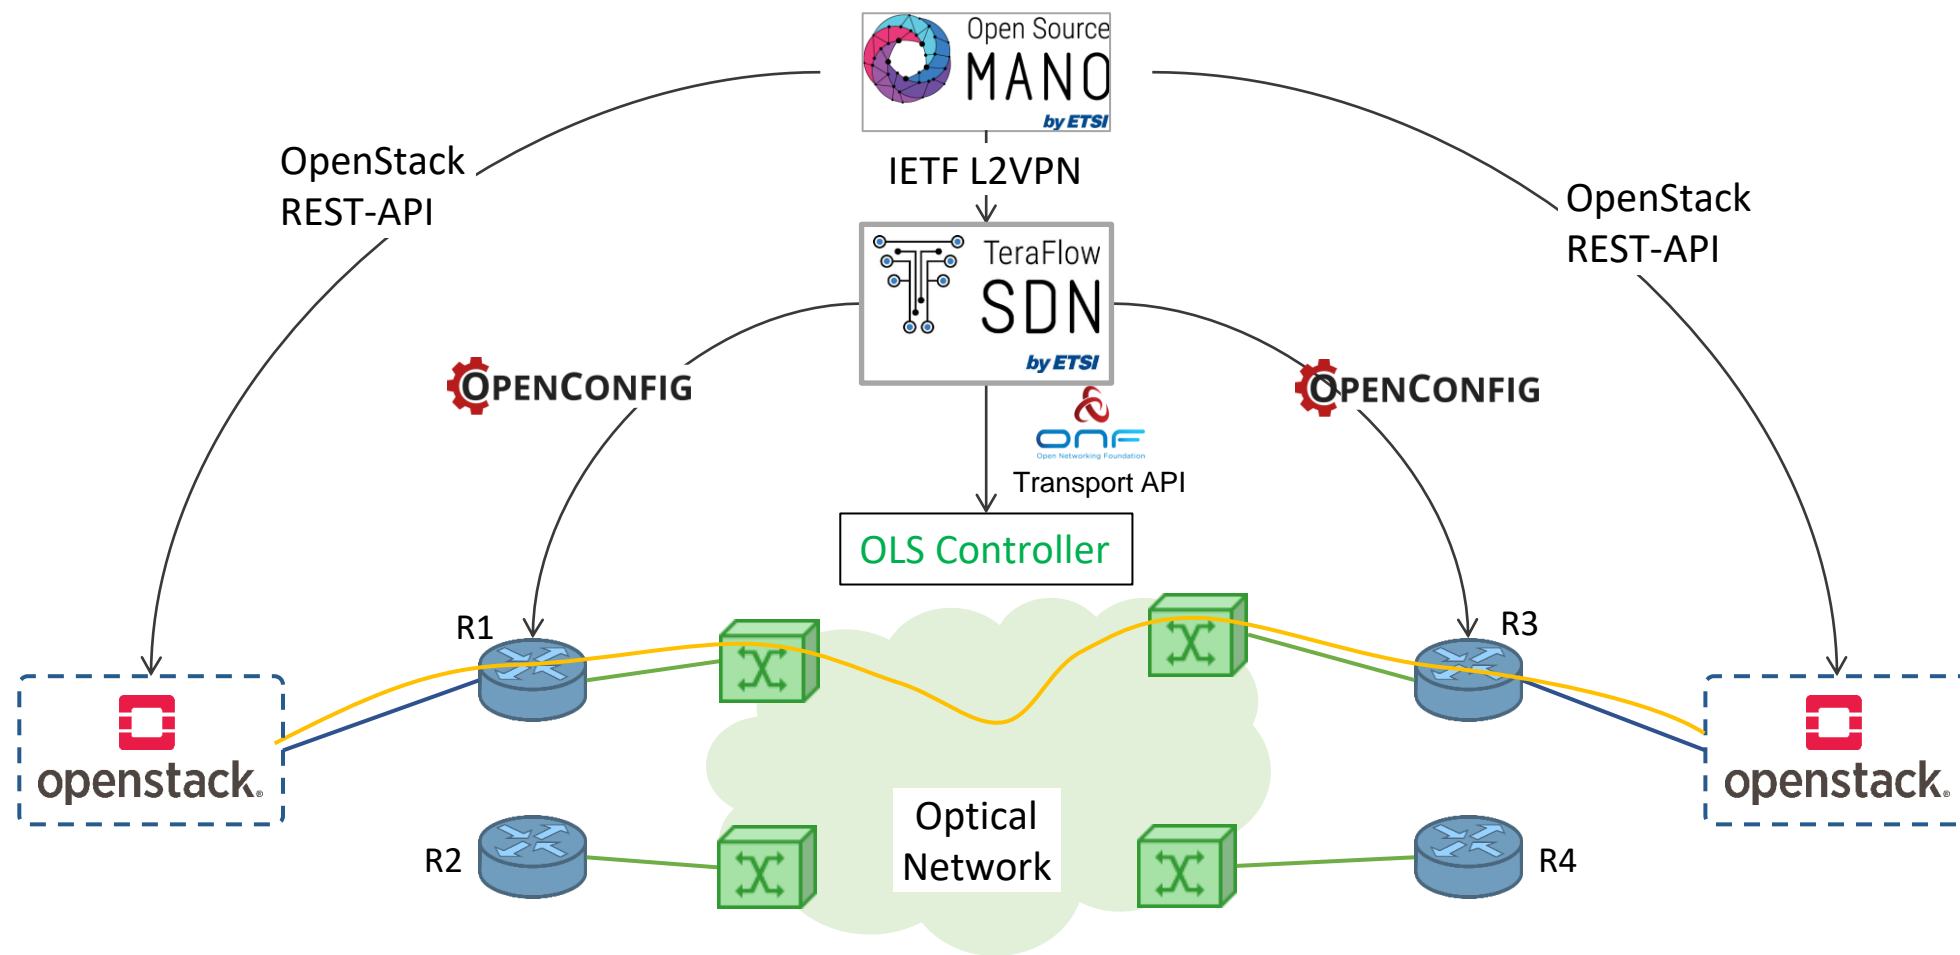 Open Source
MANO
by ETSI
OpenStack
REST-API
IETF L2VPN
OpenStack
REST-API
TeraFlow
SDN
by ETSI
OPENCONFIG
OPENCONFIG
ONF
Open Networking Foundation
Transport API
OLS Controller
R1
R3
openstack.
openstack.
Optical
Network
R2
R4